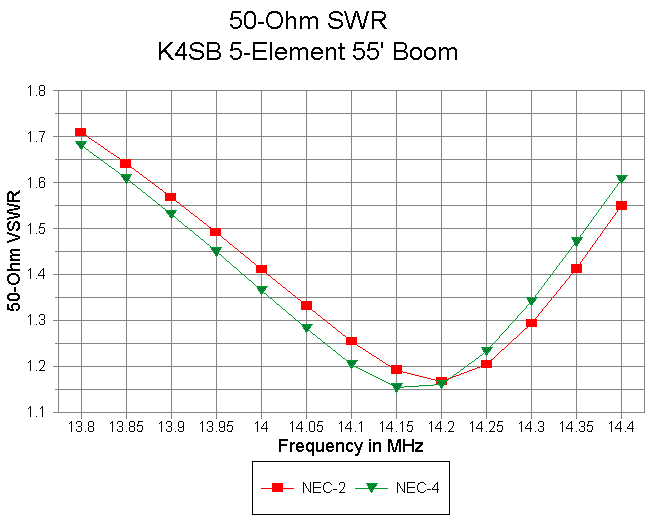 50-Ohm SWR
K4SB 5-Element 55' Boom
50-Ohm VSWR
1.8
1.7
1.6
1.5
1.4
1.3
1.2
1.1
13.8 13.85 13.9 13.95 14 14.05 14.1 14.15 14.2 14.25 14.3 14.35 14.4
Frequency in MHz
NEC-2 NEC-4